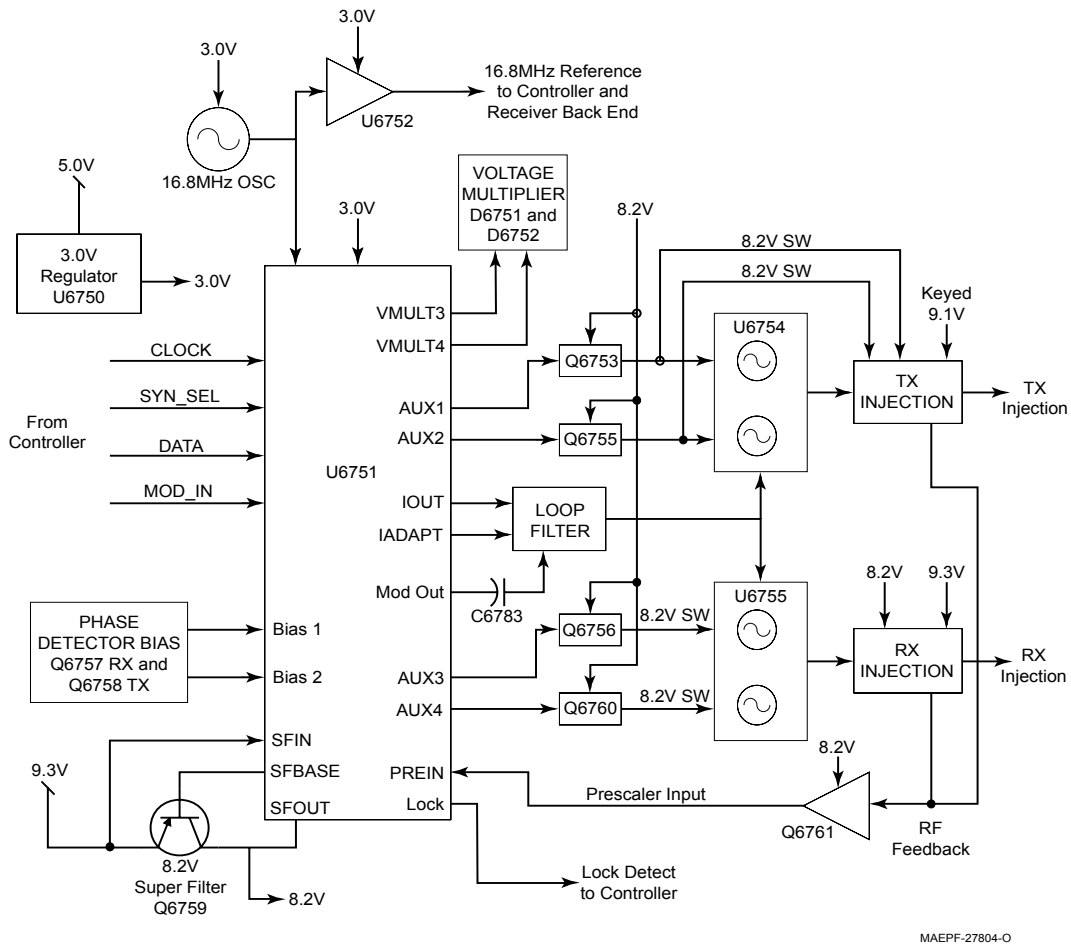 3.0V
3.0V
16.8MHz Reference
to Controller and
Receiver Back End
U6752
16.8MHz OSC
5.0V
3.0V
Regulator
U6750
3.0V
3.0V
VOLTAGE
MULTIPLIER
D6751 and
D6752
8.2V
8.2V SW
8.2V SW
Keyed
9.1V
VMULT3
VMULT4
AUX1
AUX2
Q6753
Q6755
U6754
TX
INJECTION
TX
Injection
From
Controller
CLOCK
SYN_SEL
DATA
MOD_IN
U6751
IOUT
IADAPT
LOOP
FILTER
Mod Out
C6783
PHASE
DETECTOR BIAS
Q6757 RX and
Q6758 TX
Bias 1
Bias 2
AUX3
AUX4
Q6756
Q6760
8.2V SW
8.2V SW
U6755
8.2V
9.3V
RX
INJECTION
RX
Injection
SFIN
SFBASE
SFOUT
9.3V
8.2V
Super Filter
Q6759
8.2V
PREIN
Lock
Prescaler Input
8.2V
Q6761
RF
Feedback
Lock Detect
to Controller
MAEPF-27804-O